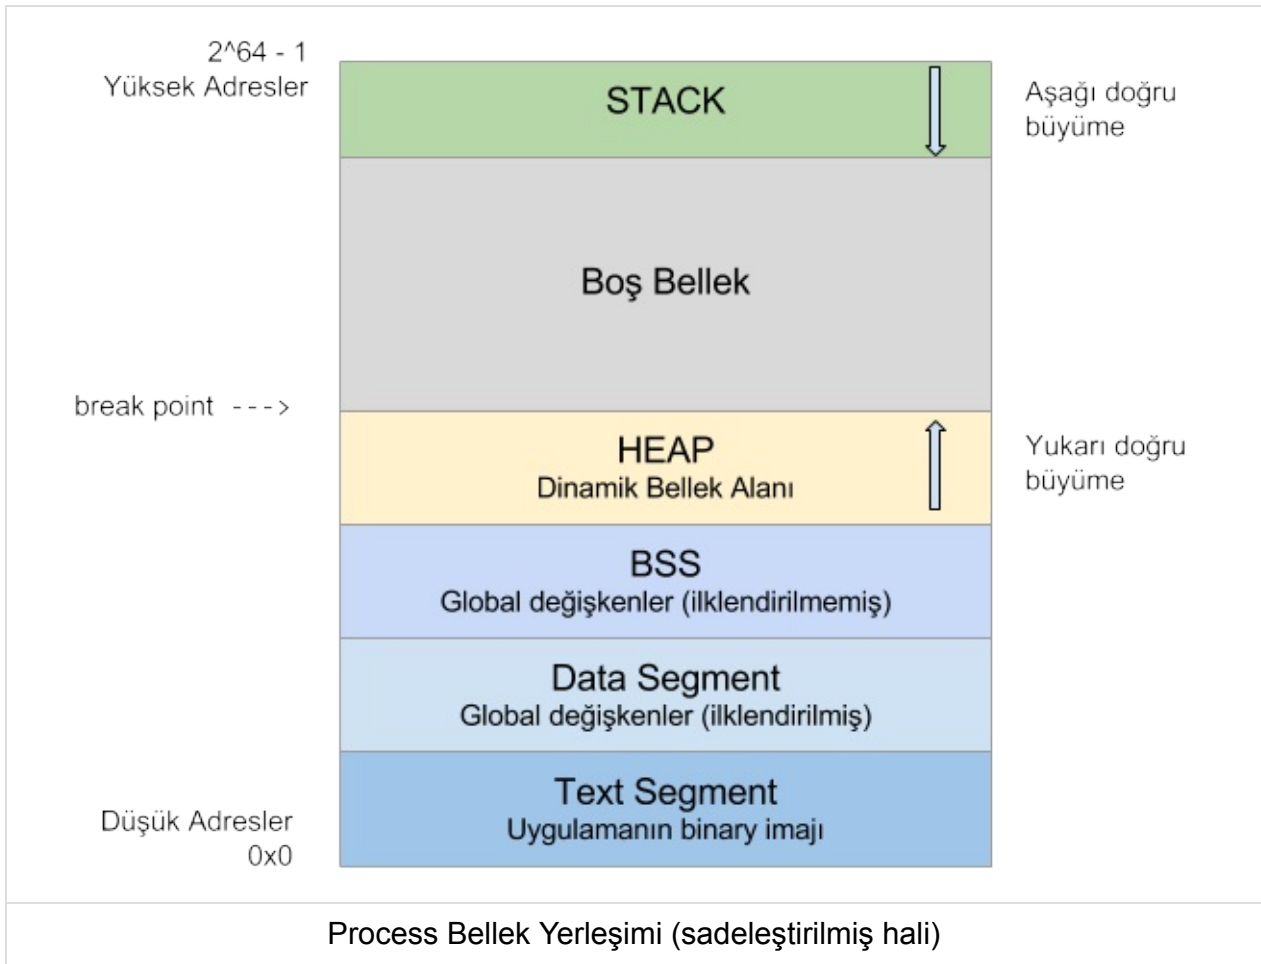 2^64 - 1
Yüksek Adresler
STACK
Aşağı doğru
büyüme
Boş Bellek
break point --->
HEAP
Dinamik Bellek Alanı
Yukarı doğru
büyüme
BSS
Global değişkenler (ilklendirilmemiş)
Data Segment
Global değişkenler (ilklendirilmiş)
Text Segment
Uygulamanın binary imajı
Düşük Adresler
0x0
Process Bellek Yerleşimi (sadeleştirilmiş hali)